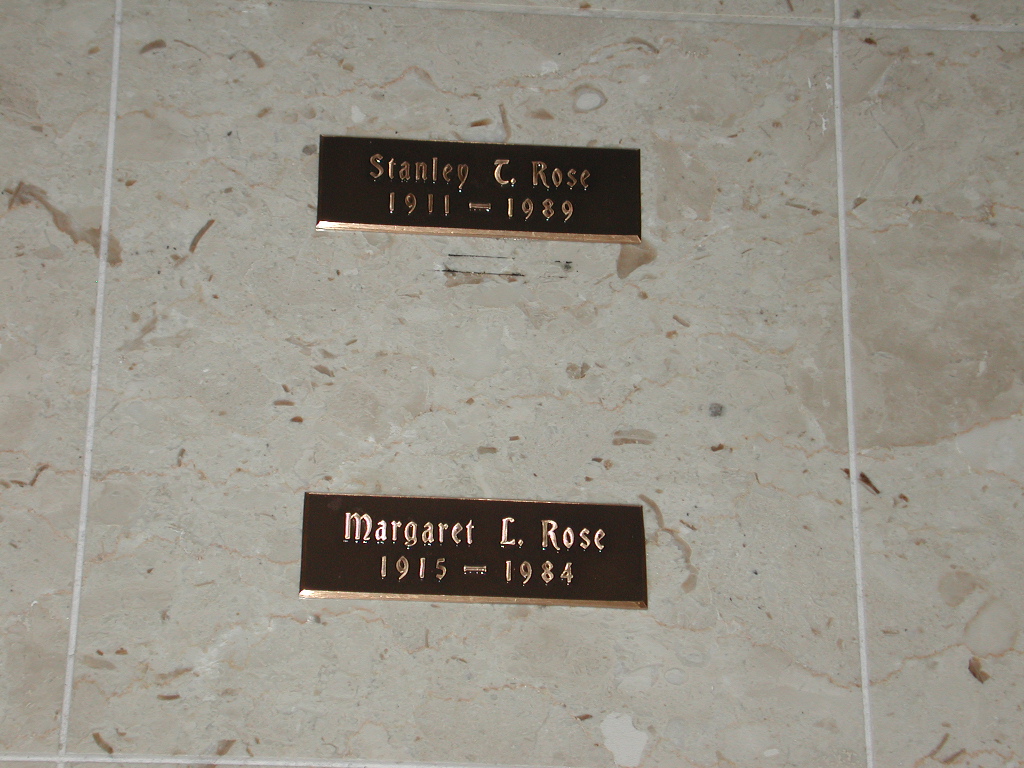 Stanley T. Rose
1911 – 1989
Margaret L. Rose
1915 – 1984